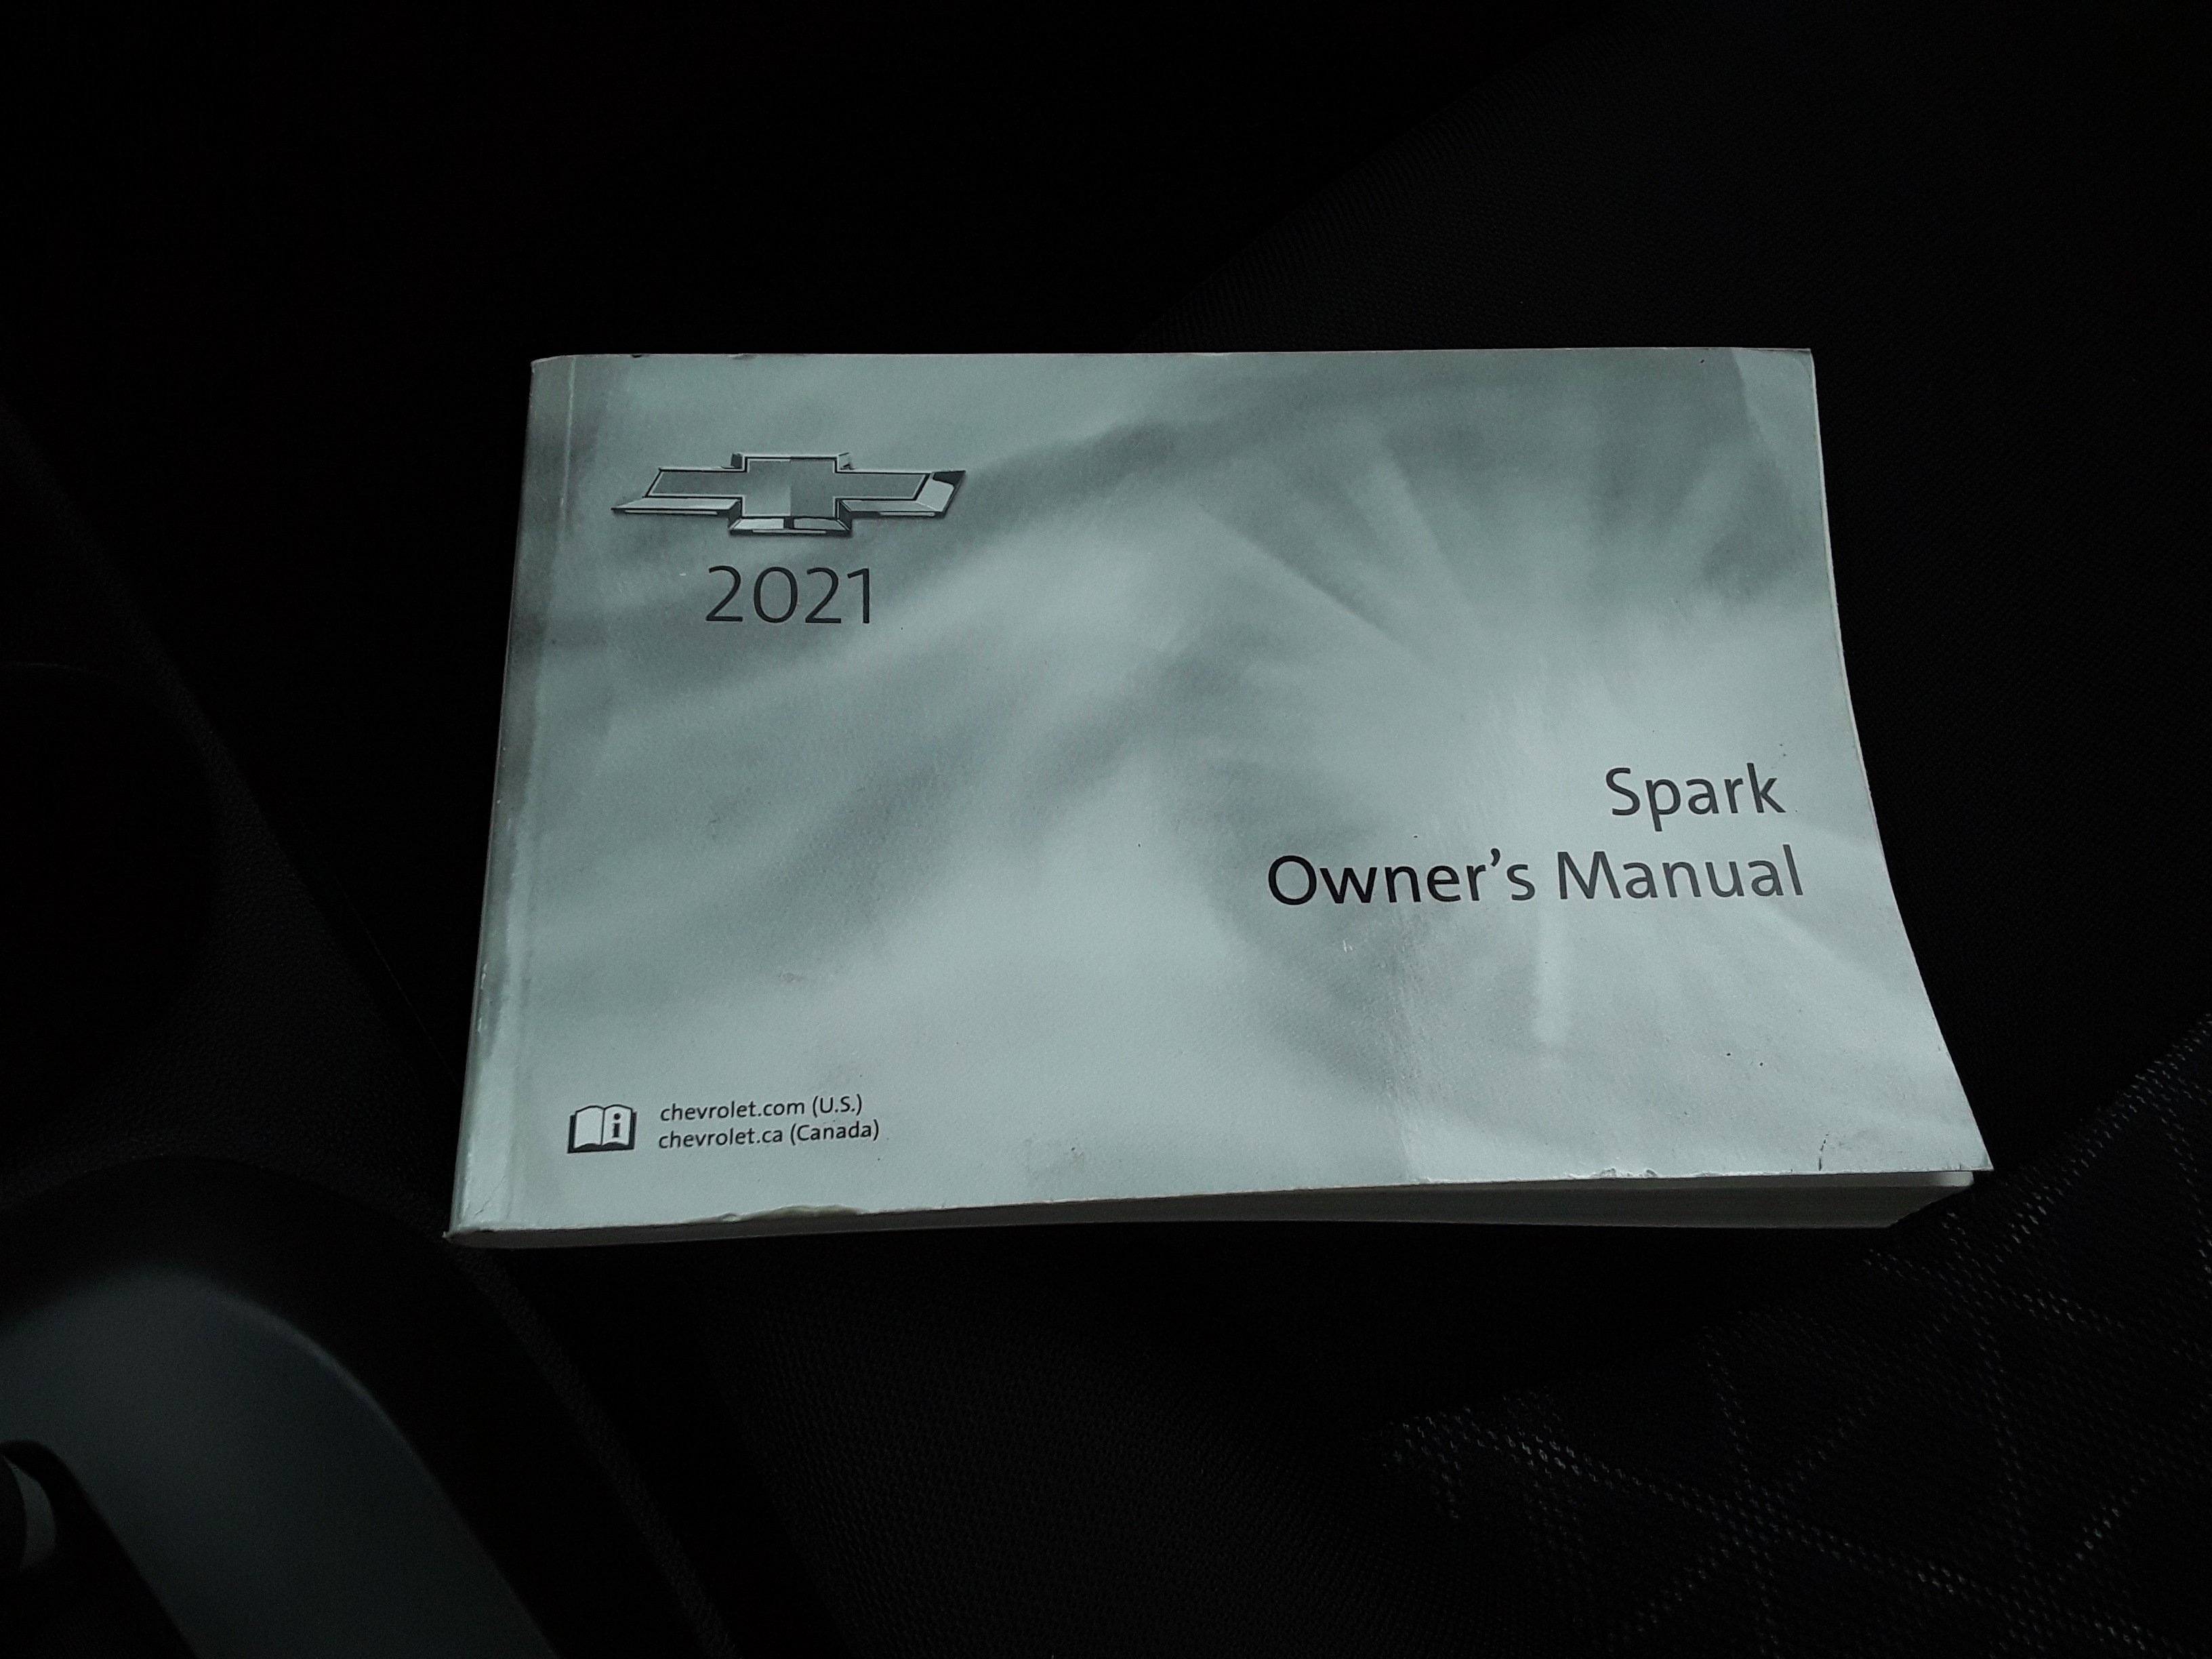 2021
Spark
Owner's Manual
chevrolet.com (U.S.)
chevrolet.ca (Canada)